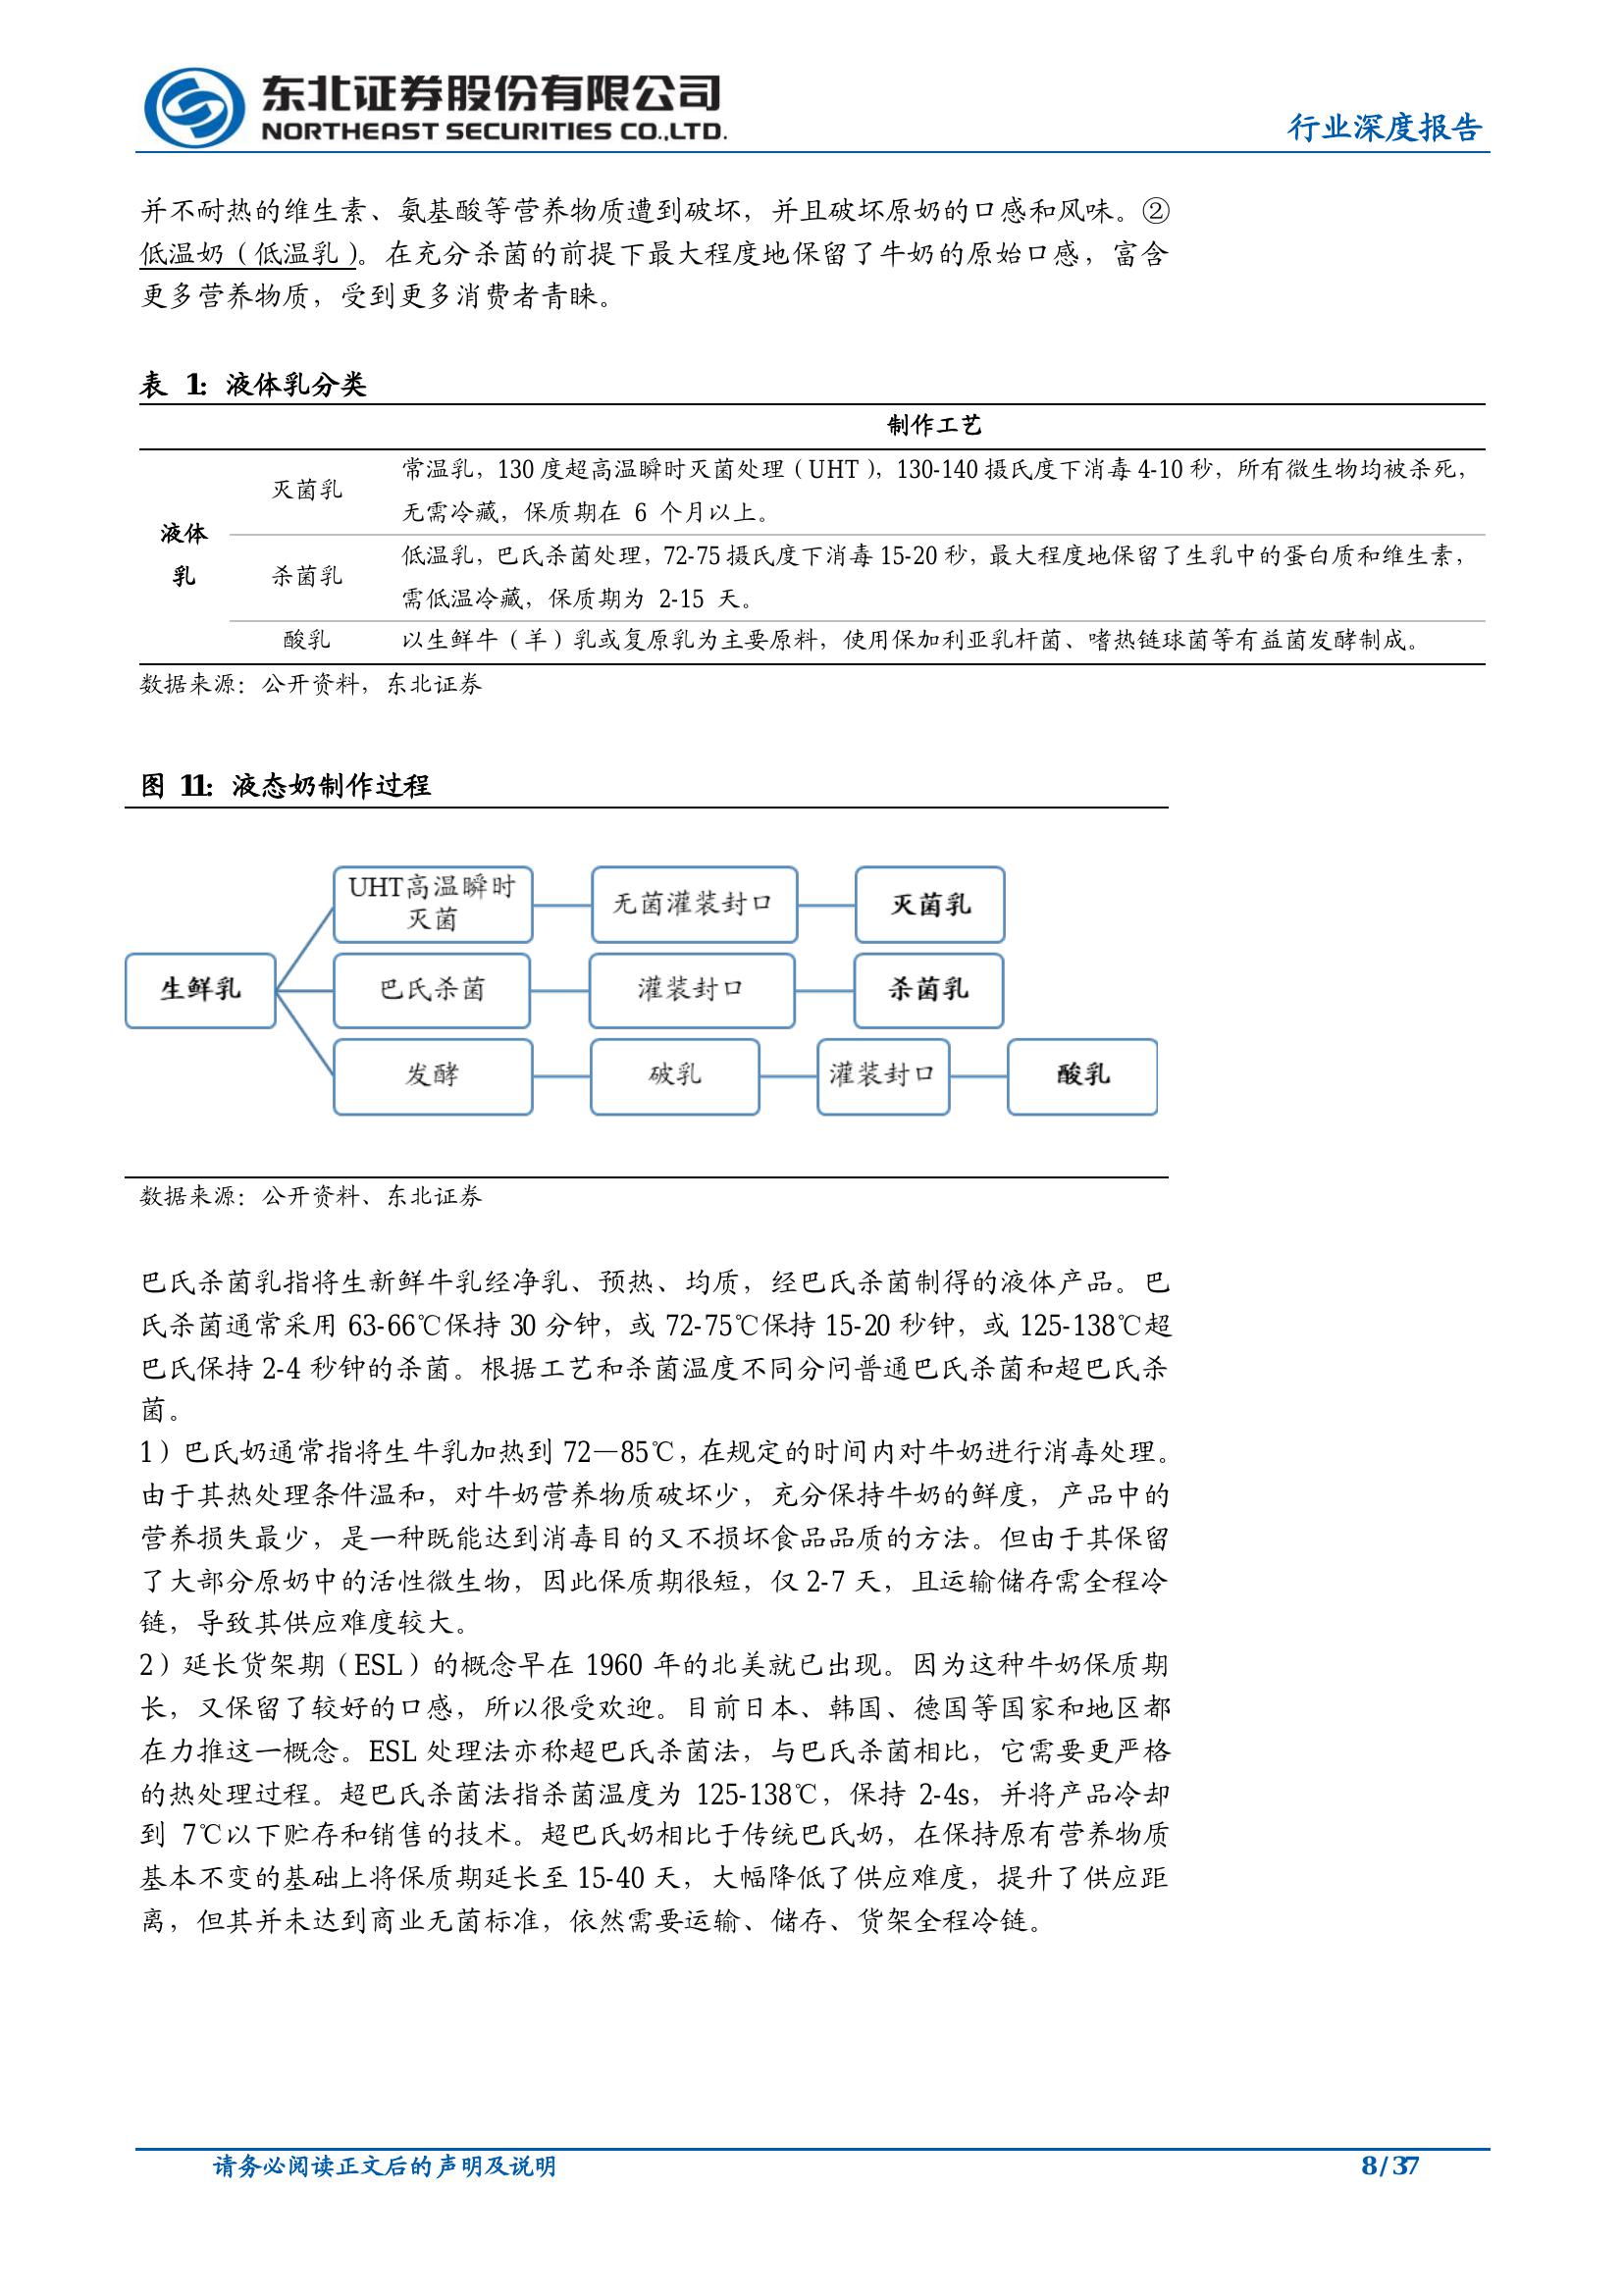 东北证券股份有限公司
NORTHEAST SECURITIES CO.,LTD.
行业深度报告
并不耐热的维生素、氨基酸等营养物质遭到破坏，并且破坏原奶的口感和风味。②
低温奶（低温乳）。在充分杀菌的前提下最大程度地保留了牛奶的原始口感，富含
更多营养物质，受到更多消费者青睐。
表 1：液体乳分类
制作工艺
液体
乳
灭菌乳
常温乳，130 度超高温瞬时灭菌处理（UHT），130-140 摄氏度下消毒 4-10 秒，所有微生物均被杀死，
无需冷藏，保质期在 6 个月以上。
杀菌乳
低温乳，巴氏杀菌处理，72-75 摄氏度下消毒 15-20 秒，最大程度地保留了生乳中的蛋白质和维生素，
需低温冷藏，保质期为 2-15 天。
酸乳
以生鲜牛（羊）乳或复原乳为主要原料，使用保加利亚乳杆菌、嗜热链球菌等有益菌发酵制成。
数据来源：公开资料，东北证券
图 11：液态奶制作过程
UHT高温瞬时
灭菌
无菌灌装封口
灭菌乳
生鲜乳
巴氏杀菌
灌装封口
杀菌乳
发酵
破乳
灌装封口
酸乳
数据来源：公开资料、东北证券
巴氏杀菌乳指将生新鲜牛乳经净乳、预热、均质，经巴氏杀菌制得的液体产品。巴
氏杀菌通常采用 63-66℃保持 30 分钟，或 72-75℃保持 15-20 秒钟，或 125-138℃超
巴氏保持 2-4 秒钟的杀菌。根据工艺和杀菌温度不同分问普通巴氏杀菌和超巴氏杀
菌。
1）巴氏奶通常指将生牛乳加热到 72—85℃，在规定的时间内对牛奶进行消毒处理。
由于其热处理条件温和，对牛奶营养物质破坏少，充分保持牛奶的鲜度，产品中的
营养损失最少，是一种既能达到消毒目的又不损坏食品品质的方法。但由于其保留
了大部分原奶中的活性微生物，因此保质期很短，仅 2-7 天，且运输储存需全程冷
链，导致其供应难度较大。
2）延长货架期（ESL）的概念早在 1960 年的北美就已出现。因为这种牛奶保质期
长，又保留了较好的口感，所以很受欢迎。目前日本、韩国、德国等国家和地区都
在力推这一概念。ESL 处理法亦称超巴氏杀菌法，与巴氏杀菌相比，它需要更严格
的热处理过程。超巴氏杀菌法指杀菌温度为 125-138℃，保持 2-4s，并将产品冷却
到 7℃以下贮存和销售的技术。超巴氏奶相比于传统巴氏奶，在保持原有营养物质
基本不变的基础上将保质期延长至 15-40 天，大幅降低了供应难度，提升了供应距
离，但其并未达到商业无菌标准，依然需要运输、储存、货架全程冷链。
请务必阅读正文后的声明及说明
8 / 37